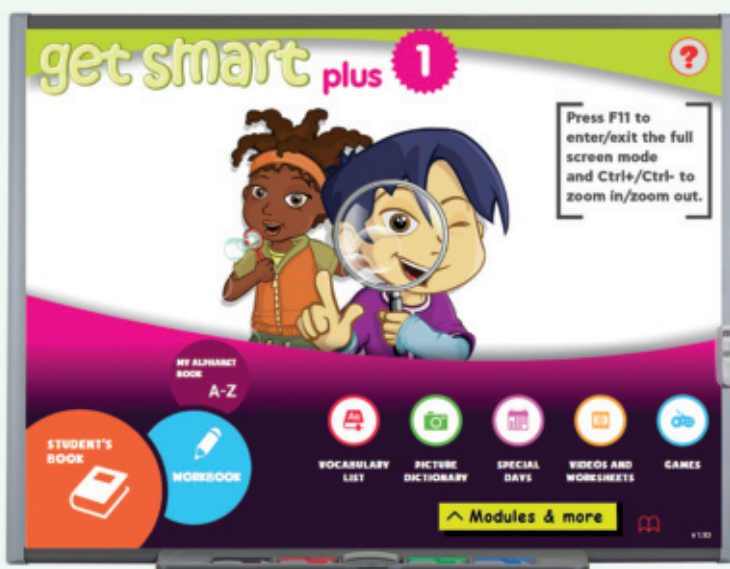 get smart plus 1
?
Press F11 to
enter/exit the full
screen mode
and Ctrl+/Ctrl- to
zoom in/zoom out.
MY ALPHABET
BOOK
A-Z
STUDENT'S
BOOK
WORKBOOK
VOCABULARY
LIST
PICTURE
DICTIONARY
SPECIAL
DAYS
VIDEOS AND
WORKSHEETS
GAMES
Modules & more